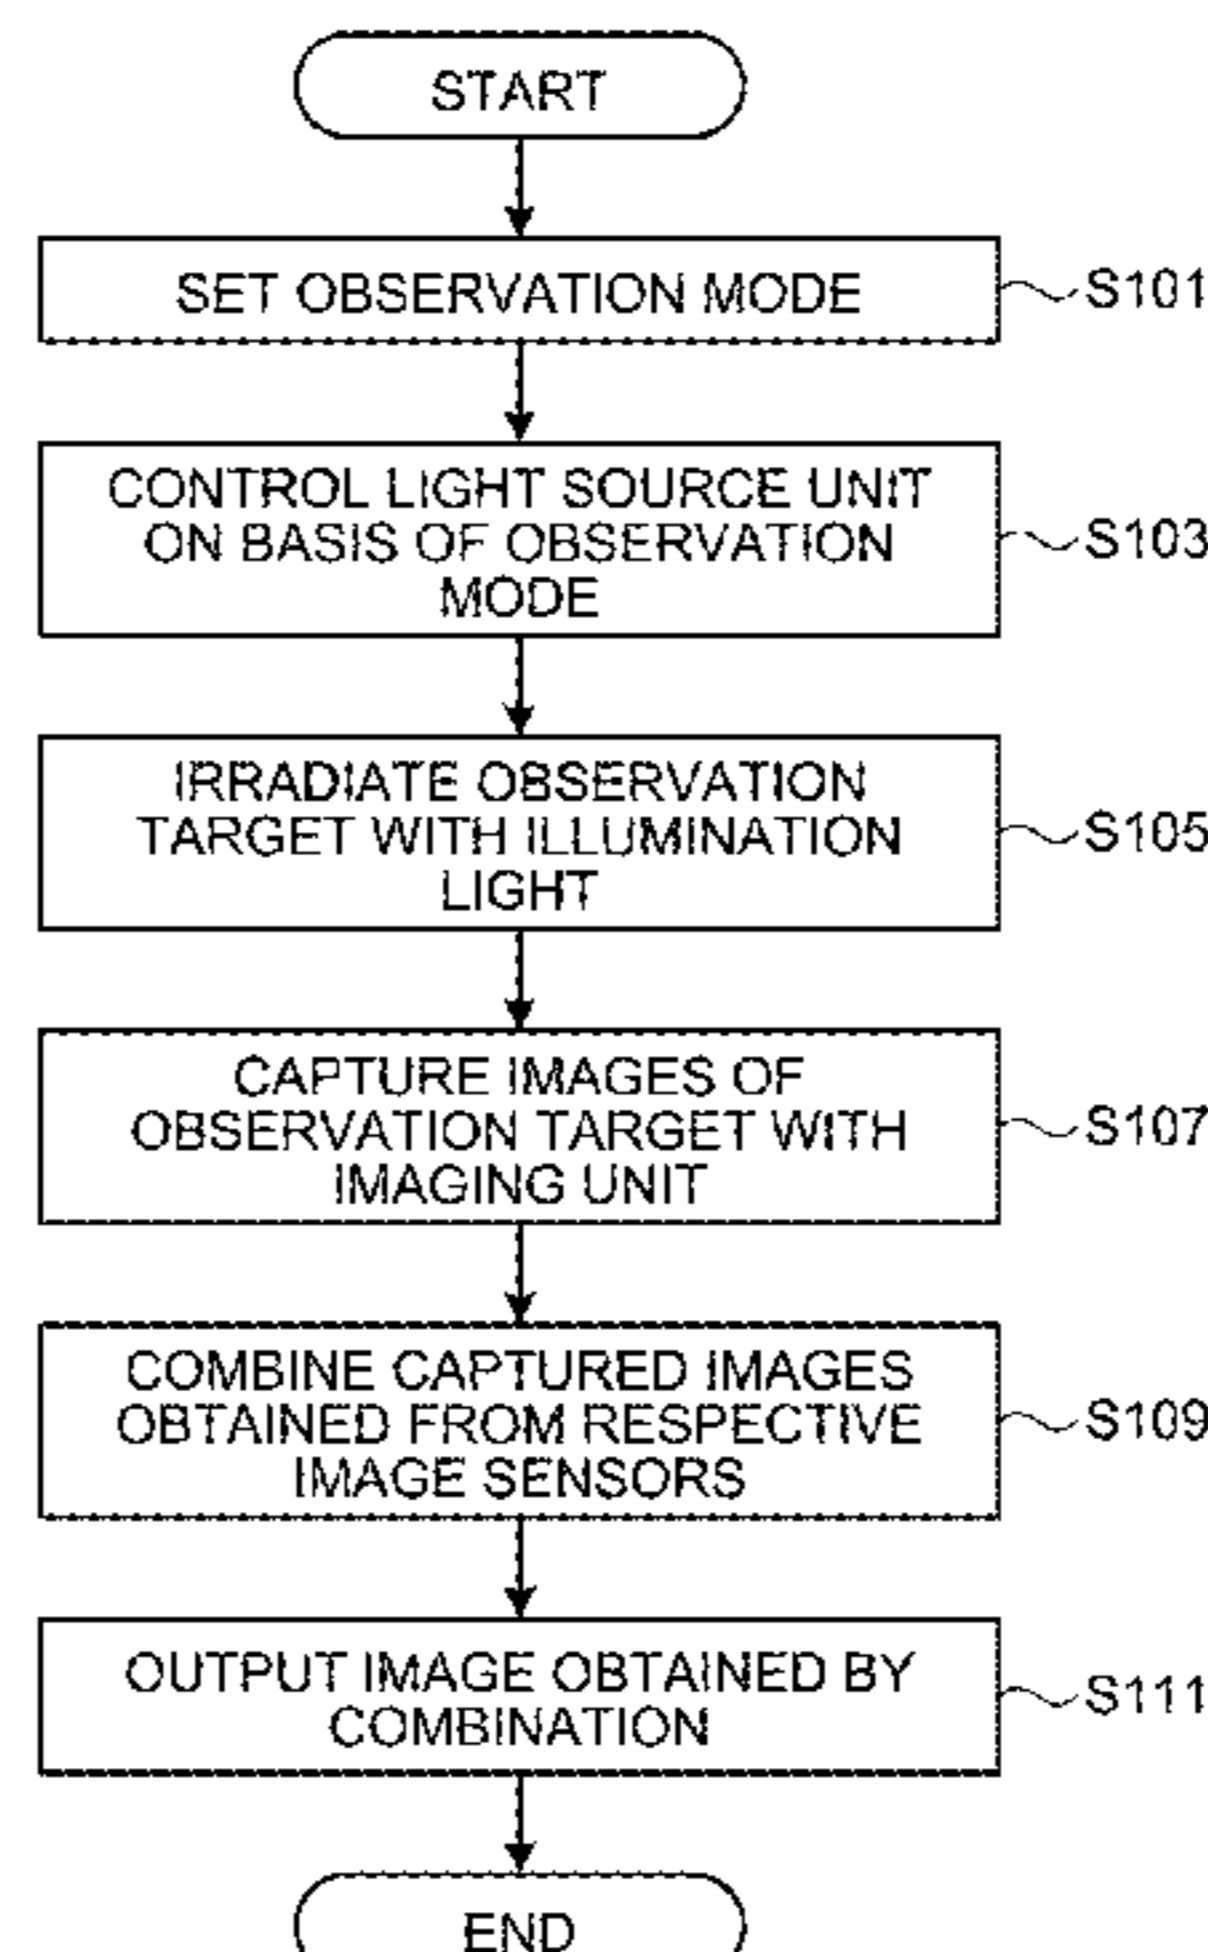 START
SET OBSERVATION MODE
S101
CONTROL LIGHT SOURCE UNIT
ON BASIS OF OBSERVATION
MODE
S103
IRRADIATE OBSERVATION
TARGET WITH ILLUMINATION
LIGHT
S105
CAPTURE IMAGES OF
OBSERVATION TARGET WITH
IMAGING UNIT
S107
COMBINE CAPTURED IMAGES
OBTAINED FROM RESPECTIVE
IMAGE SENSORS
S109
OUTPUT IMAGE OBTAINED BY
COMBINATION
S111
END